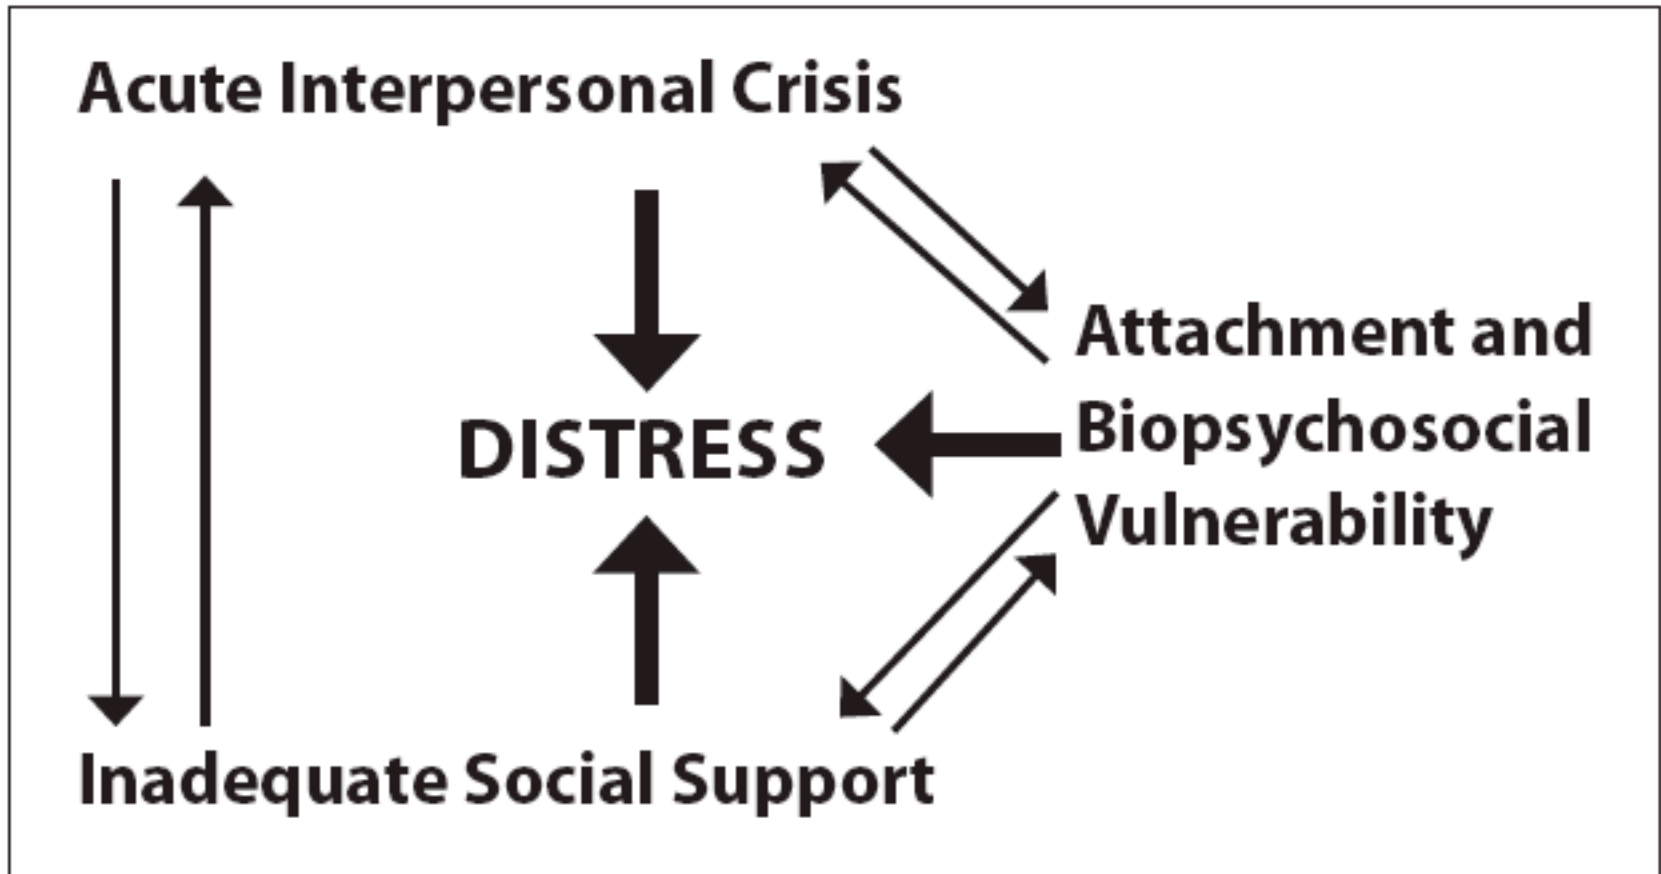 Acute Interpersonal Crisis
Attachment and
DISTRESS
Biopsychosocial
Vulnerability
Inadequate Social Support